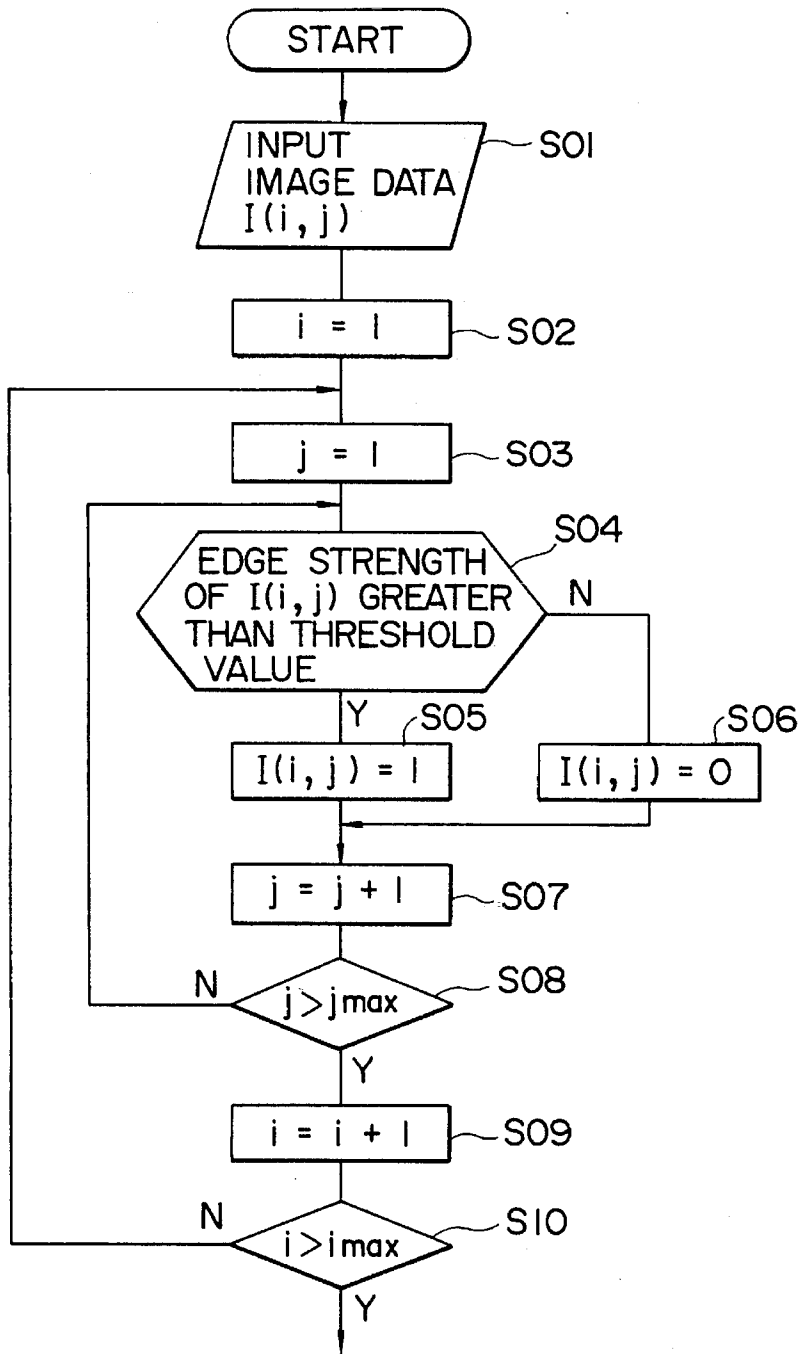 START
INPUT
IMAGE DATA
I(i,j)
S01
i = 1
S02
j = 1
S03
EDGE STRENGTH
OF I(i,j) GREATER
THAN THRESHOLD
VALUE
S04
N
Y
S05
I(i,j) = 1
S06
I(i,j) = 0
j = j + 1
S07
N
j > jmax
S08
Y
i = i + 1
S09
N
i > imax
S10
Y